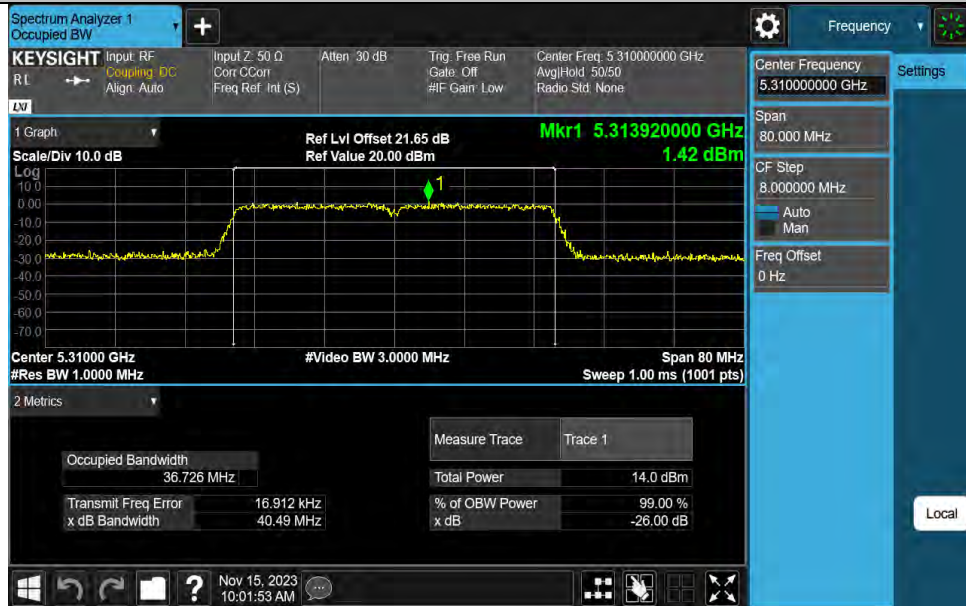 Spectrum Analyzer 1
Occupied BW
+
Frequency
KEYSIGHT
RL
LXI
Input: RF
Coupling: DC
Align: Auto
Input Z: 50 Ω
Corr CCorr
Freq Ref: Int (S)
Atten: 30 dB
Trig: Free Run
Gate: Off
#IF Gain: Low
Center Freq: 5.310000000 GHz
Avg|Hold: 50/50
Radio Std: None
Center Frequency
5.310000000 GHz
Settings
Span
80.000 MHz
CF Step
8.000000 MHz
Auto
Man
Freq Offset
0 Hz
Local
1 Graph
Scale/Div 10.0 dB
Ref Lvl Offset 21.65 dB
Ref Value 20.00 dBm
Mkr1 5.313920000 GHz
1.42 dBm
Log
10.0
0.00
-10.0
-20.0
-30.0
-40.0
-50.0
-60.0
-70.0
1
Center 5.31000 GHz
#Res BW 1.0000 MHz
#Video BW 3.0000 MHz
Span 80 MHz
Sweep 1.00 ms (1001 pts)
2 Metrics
Measure Trace Trace 1
Occupied Bandwidth
36.726 MHz
Total Power 14.0 dBm
Transmit Freq Error 16.912 kHz
% of OBW Power 99.00 %
x dB Bandwidth 40.49 MHz
x dB -26.00 dB
?
Nov 15, 2023
10:01:53 AM